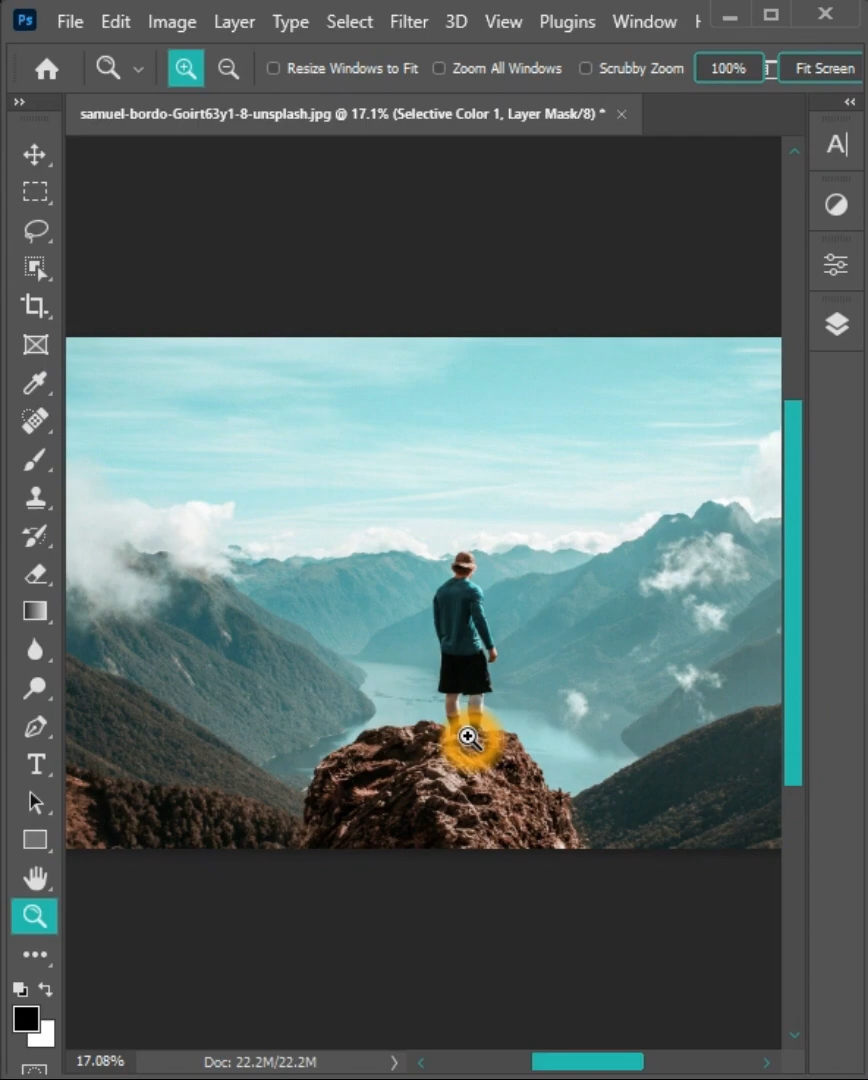 Ps File Edit Image Layer Type Select Filter 3D View Plugins Window
Resize Windows to Fit Zoom All Windows Scrubby Zoom 100% Fit Screen
samuel-bordo-Goirt63y1-8-unsplash.jpg @ 17.1% (Selective Color 1, Layer Mask/8) *
A
T
17.08% Doc: 22.2M/22.2M